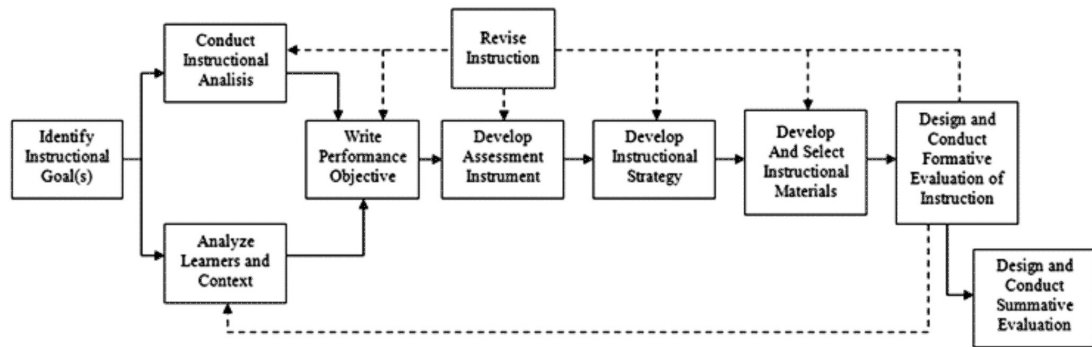 Conduct
Instructional
Analisis
Revise
Instruction
Identify
Instructional
Goal(s)
Write
Performance
Objective
Develop
Assessment
Instrument
Develop
Instructional
Strategy
Develop
And Select
Instructional
Materials
Design and
Conduct
Formative
Evaluation of
Instruction
Analyze
Learners and
Context
Design and
Conduct
Summative
Evaluation